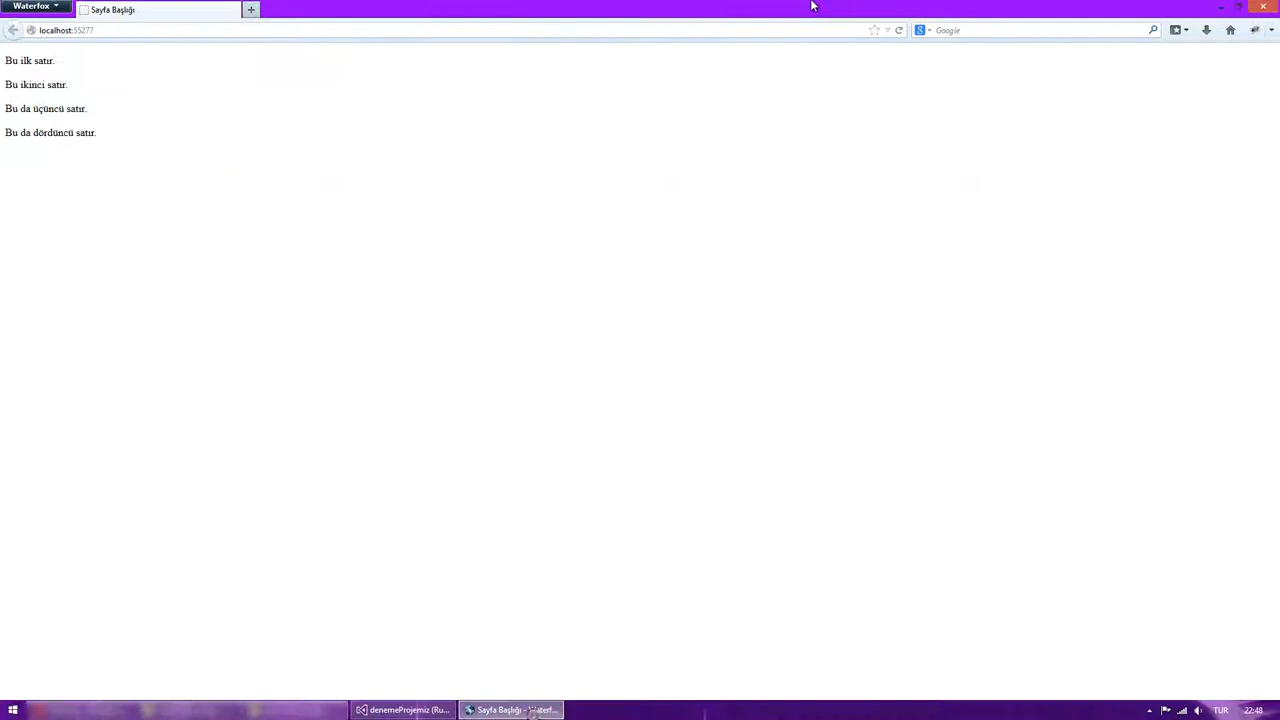 Waterfox
Sayfa Başlığı
localhost:55277
Google
Bu ilk satır.
Bu ikinci satır.
Bu da üçüncü satır.
Bu da dördüncü satır.
denemeProjemiz (Ru...
Sayfa Başlığı - Waterf...
TUR
22:48